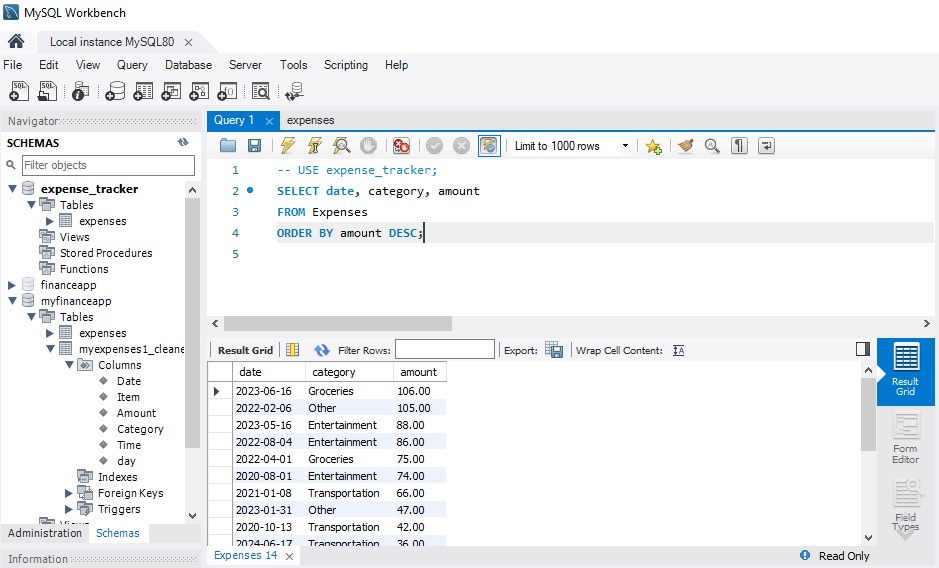 MySQL Workbench
Local instance MySQL80
File Edit View Query Database Server Tools Scripting Help
Navigator
SCHEMAS
Filter objects
expense_tracker
Tables
expenses
Views
Stored Procedures
Functions
financeapp
myfinanceapp
Tables
expenses
myexpenses1_cleane
Columns
Date
Item
Amount
Category
Time
day
Indexes
Foreign Keys
Triggers
Views
Administration Schemas
Information
Query 1 expenses
Limit to 1000 rows
1 -- USE expense_tracker;
2 SELECT date, category, amount
3 FROM Expenses
4 ORDER BY amount DESC;
5
Result Grid Filter Rows: Export: Wrap Cell Content:
date category amount
2023-06-16 Groceries 106.00
2022-02-06 Other 105.00
2023-05-16 Entertainment 88.00
2022-08-04 Entertainment 86.00
2022-04-01 Groceries 75.00
2020-08-01 Entertainment 74.00
2021-01-08 Transportation 66.00
2023-01-31 Other 47.00
2020-10-13 Transportation 42.00
2024-06-17 Transportation 36.00
Result
Grid
Form
Editor
Field
Types
Expenses 14
Read Only